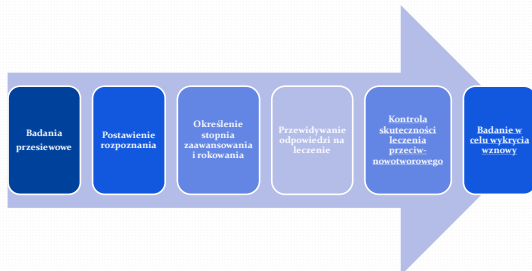 Badania
przesiewowe
Postawienie
rozpoznania
Określenie
stopnia
zaawansowania
i rokowania
Przewidywanie
odpowiedzi na
leczenie
Kontrola
skuteczności
leczenia
przeciw-
nowotworowego
Badanie w
celu wykrycia
wznowy